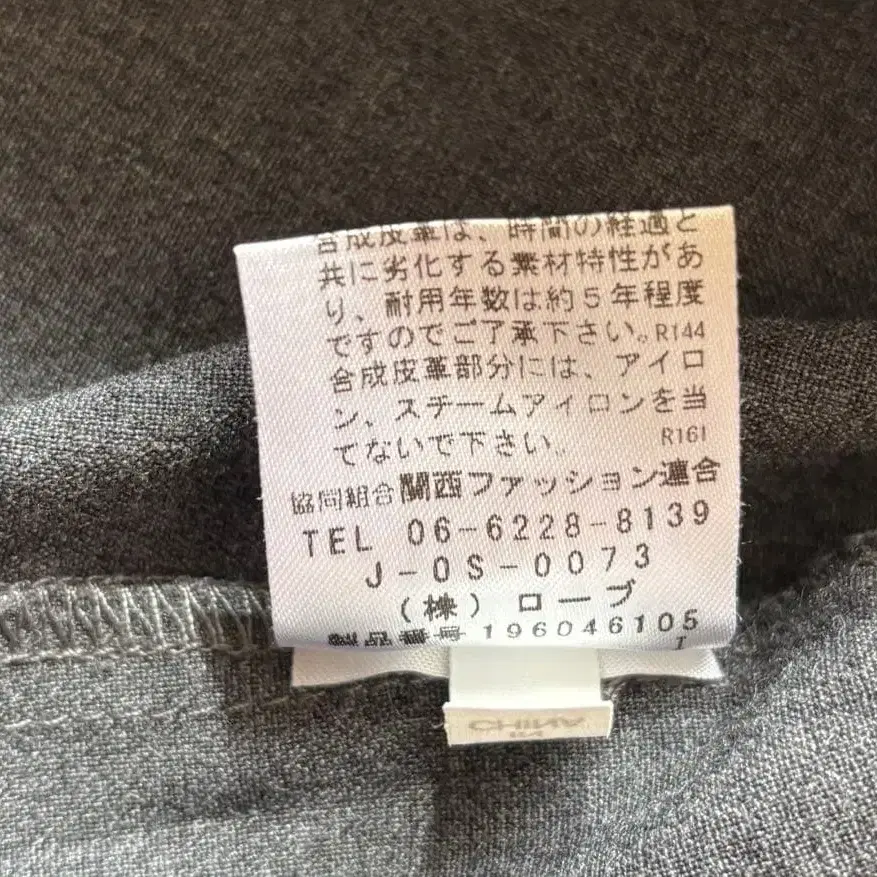 合成皮革は、時間の経過と
共に劣化する素材特性があ
り、耐用年数は約5年程度
ですのでご了承下さい。R144
合成皮革部分には、アイロ
ン、スチームアイロンを当
てないで下さい。 R161
協同組合関西ファッション連合
TEL 06-6228-8139
J-OS-0073
(株) ローブ
196046105
I
CHINA
IN